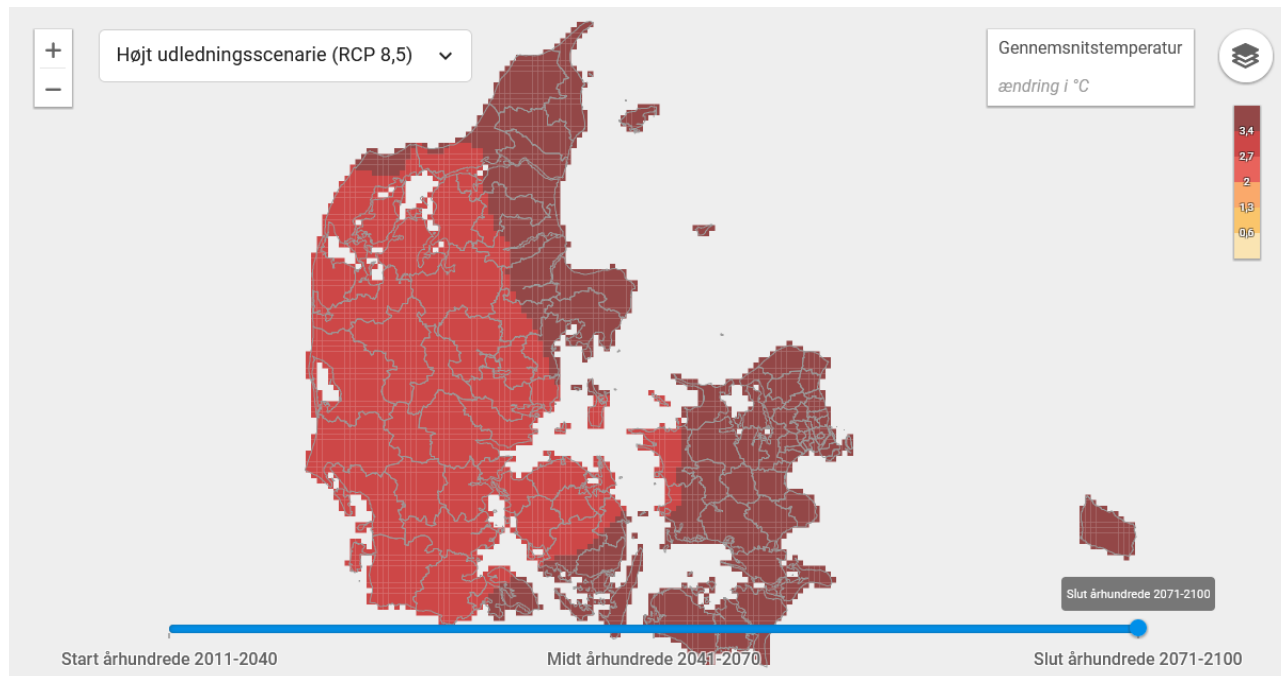 +
−
Højt udledningsscenarie (RCP 8,5)
Gennemsnitstemperatur
ændring i °C
3,4
2,7
2
1,3
0,6
Slut århundrede 2071-2100
Start århundrede 2011-2040
Midt århundrede 2041-2070
Slut århundrede 2071-2100